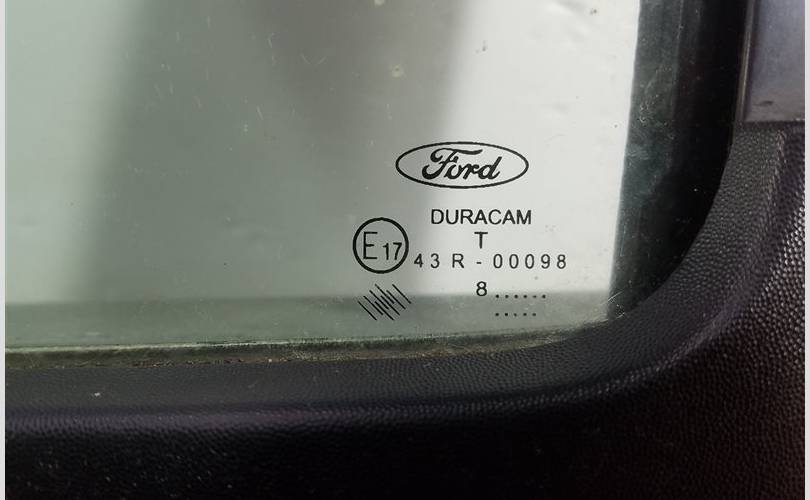 Ford
DURACAM
T
E17
43 R - 00098
8......
.....